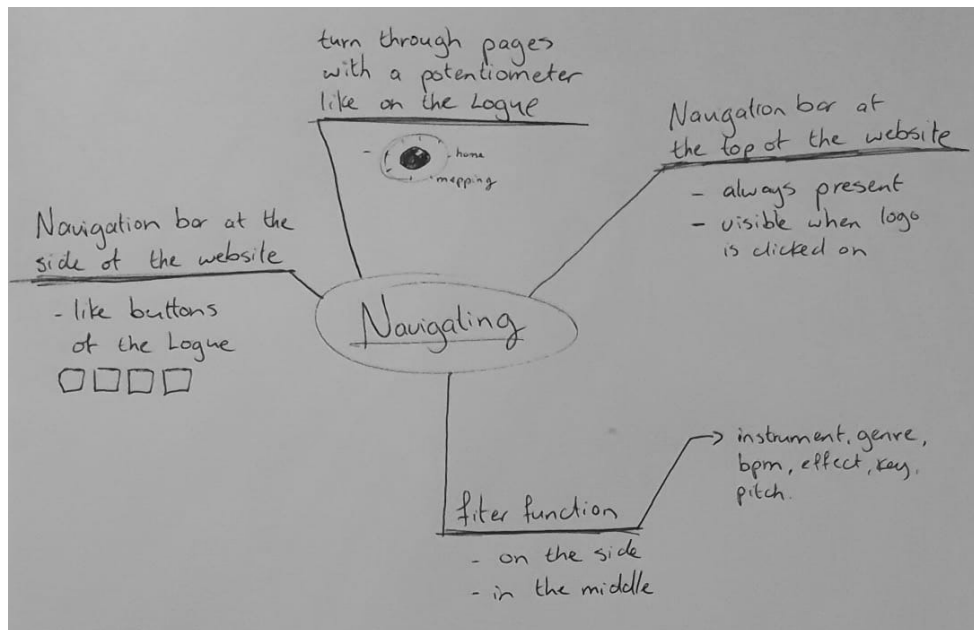 turn through pages
with a potentiometer
like on the Logue
home
mapping
Navigation bar at
the top of the website
- always present
- visible when logo
is clicked on
Navigation bar at the
side of the website
- like buttons
of the Logue
Navigating
fiter function
- on the side
- in the middle
instrument, genre,
bpm, effect, key,
pitch.